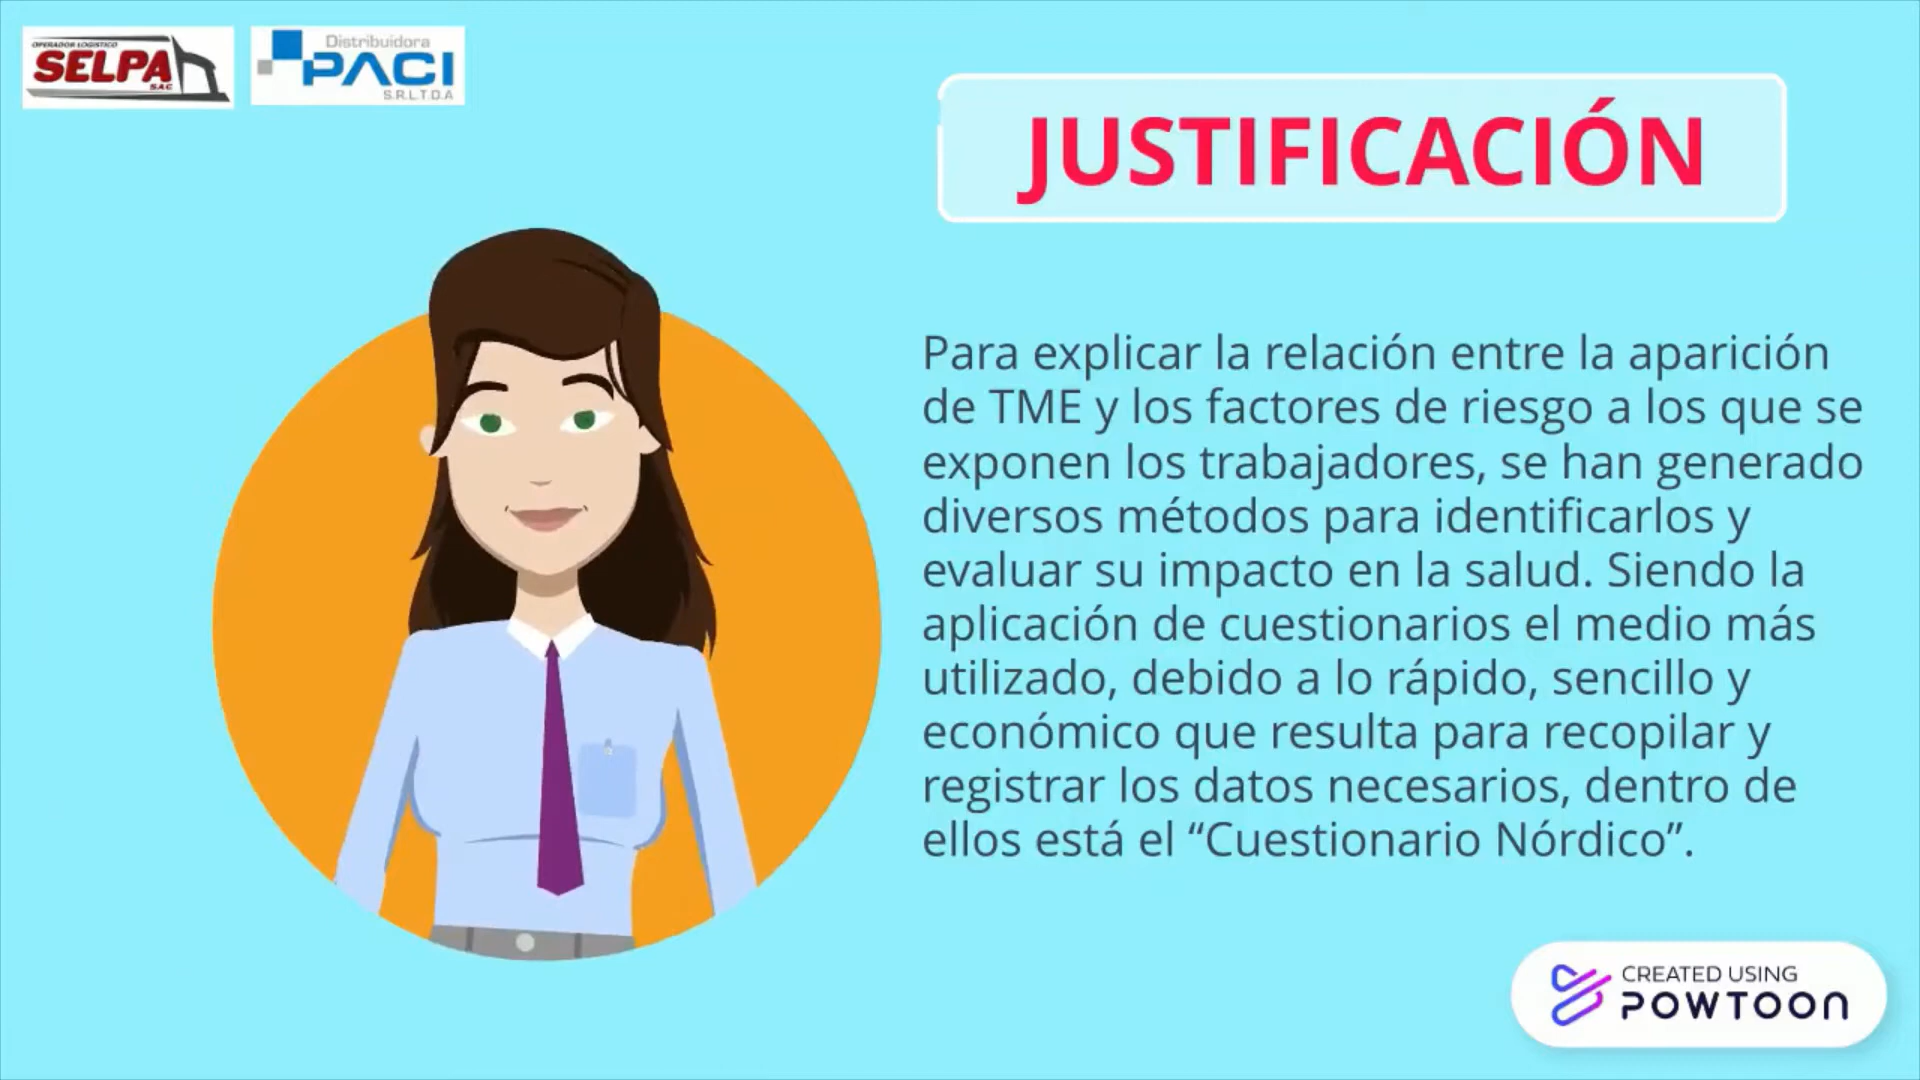 OPERADOR LOGISTICO
SELPA
SAC
Distribuidora
PACI
S.R.L.T.D.A
JUSTIFICACIÓN
Para explicar la relación entre la aparición
de TME y los factores de riesgo a los que se
exponen los trabajadores, se han generado
diversos métodos para identificarlos y
evaluar su impacto en la salud. Siendo la
aplicación de cuestionarios el medio más
utilizado, debido a lo rápido, sencillo y
económico que resulta para recopilar y
registrar los datos necesarios, dentro de
ellos está el “Cuestionario Nórdico”.
CREATED USING
POWTOON